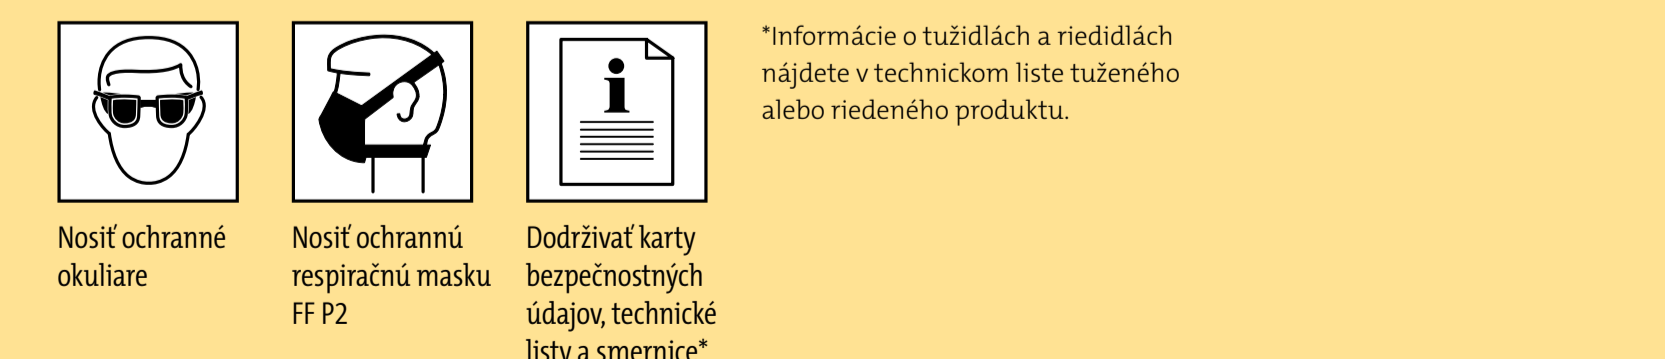 *Informácie o tužidlách a riedidlách
nájdete v technickom liste tuženého
alebo riedeného produktu.
Nosiť ochranné
okuliare
Nosiť ochrannú
respiračnú masku
FF P2
Dodrživať karty
bezpečnostných
údajov, technické
listy a smernice*